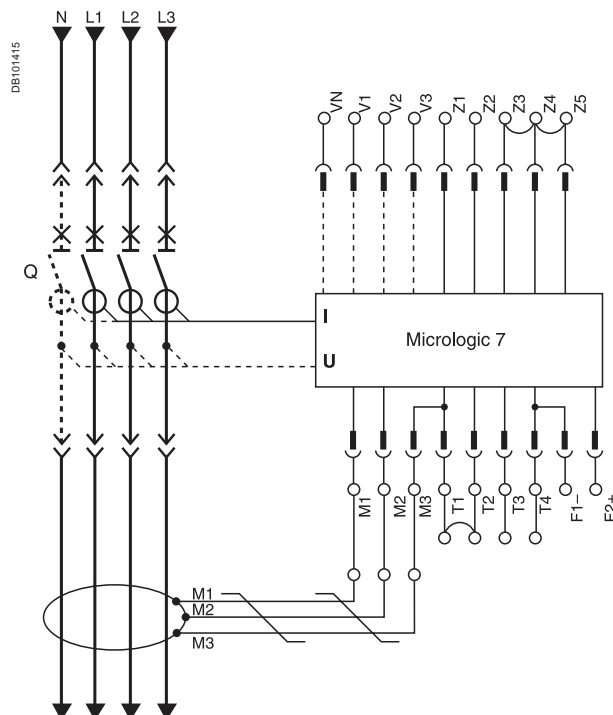 DB101415
N L1 L2 L3
VN V1 V2 V3 Z1 Z2 Z3 Z4 Z5
Q
I
Micrologic 7
U
M1 M2 M3 T1 T2 T3 T4 F1− F2+
M1
M2
M3